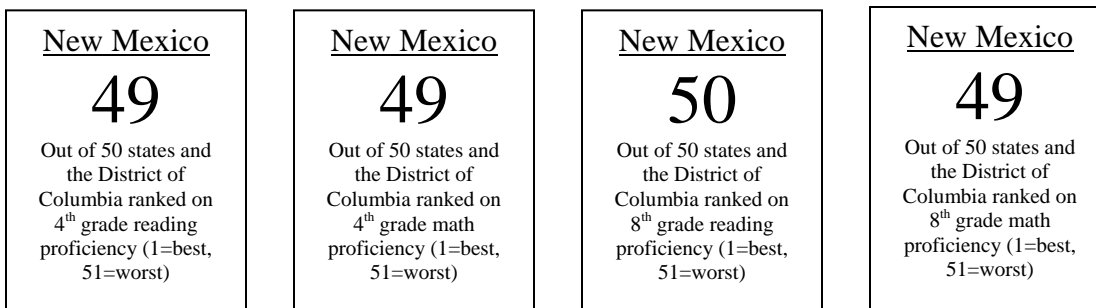 New Mexico
49
Out of 50 states and
the District of
Columbia ranked on
4th grade reading
proficiency (1=best,
51=worst)
New Mexico
49
Out of 50 states and
the District of
Columbia ranked on
4th grade math
proficiency (1=best,
51=worst)
New Mexico
50
Out of 50 states and
the District of
Columbia ranked on
8th grade reading
proficiency (1=best,
51=worst)
New Mexico
49
Out of 50 states and
the District of
Columbia ranked on
8th grade math
proficiency (1=best,
51=worst)